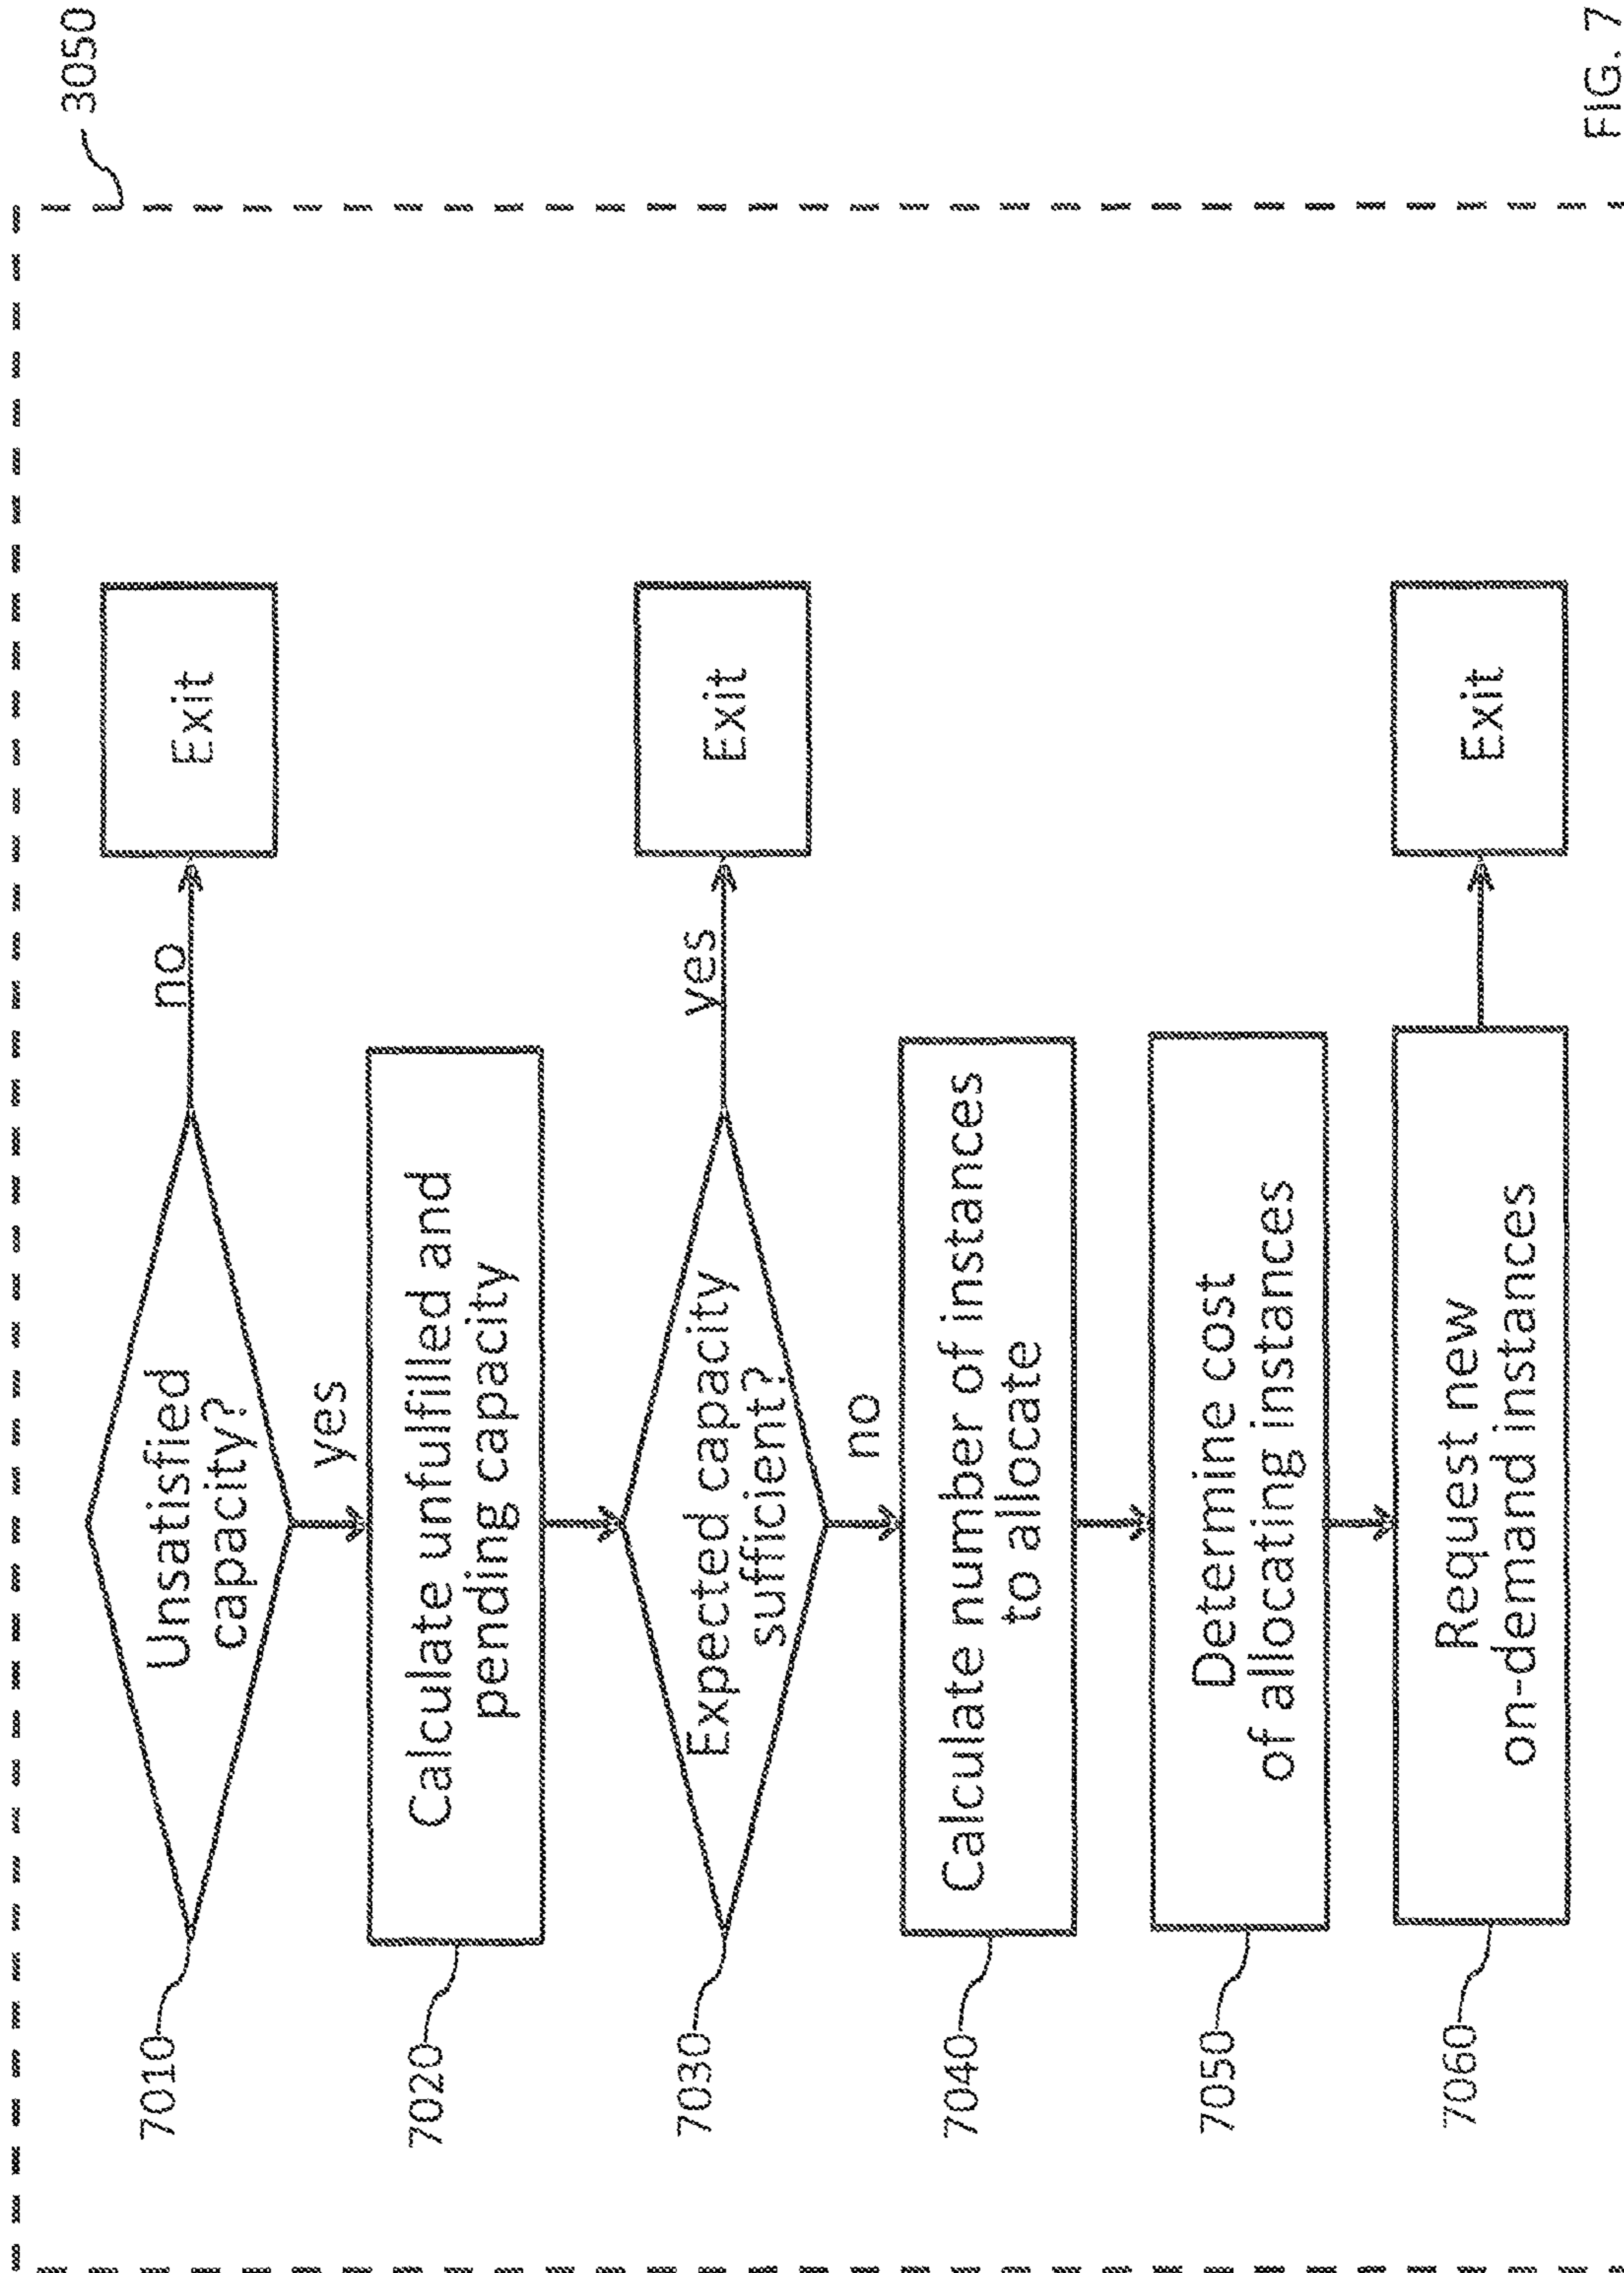 3050
7010
Unsatisfied
capacity?
no
Exit
yes
7020
Calculate unfulfilled and
pending capacity
7030
Expected capacity
sufficient?
yes
Exit
no
7040
Calculate number of instances
to allocate
7050
Determine cost
of allocating instances
7060
Request new
on-demand instances
Exit
FIG. 7